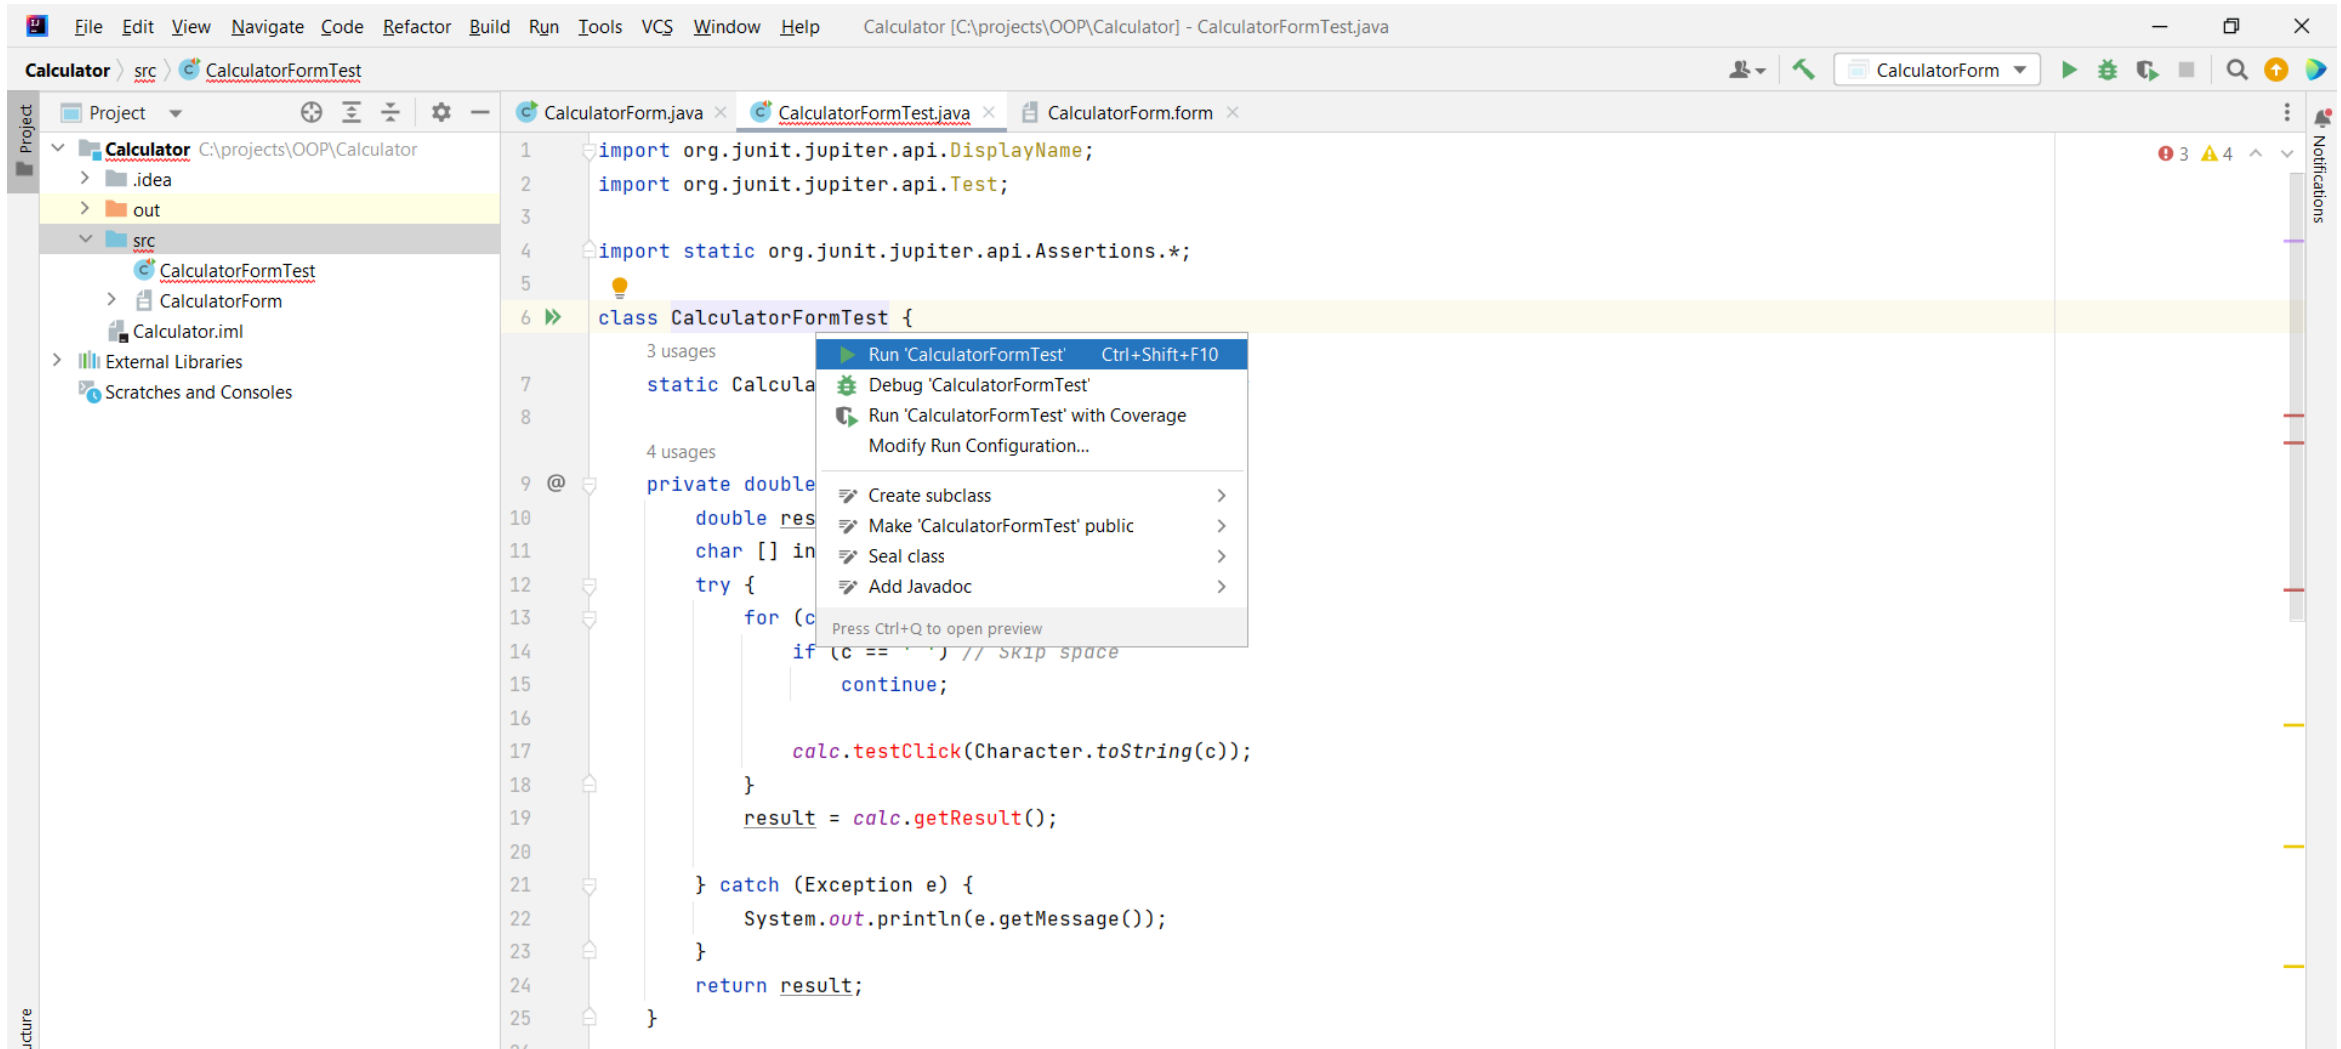 File Edit View Navigate Code Refactor Build Run Tools VCS Window Help Calculator [C:\projects\OOP\Calculator] - CalculatorFormTest.java
Calculator src CalculatorFormTest CalculatorForm
Project
Project
CalculatorForm.java CalculatorFormTest.java CalculatorForm.form
Notifications
Calculator C:\projects\OOP\Calculator
.idea
out
src
CalculatorFormTest
CalculatorForm
Calculator.iml
External Libraries
Scratches and Consoles
3 4
1 import org.junit.jupiter.api.DisplayName;
2 import org.junit.jupiter.api.Test;
3
4 import static org.junit.jupiter.api.Assertions.*;
5
6 class CalculatorFormTest {
3 usages
7 static Calcula
8
4 usages
9 @ private double
10 double res
11 char [] in
12 try {
13 for (c
14 if (c == ' ') // Skip space
15 continue;
16
17 calc.testClick(Character.toString(c));
18 }
19 result = calc.getResult();
20
21 } catch (Exception e) {
22 System.out.println(e.getMessage());
23 }
24 return result;
25 }
Run 'CalculatorFormTest' Ctrl+Shift+F10
Debug 'CalculatorFormTest'
Run 'CalculatorFormTest' with Coverage
Modify Run Configuration...
Create subclass
Make 'CalculatorFormTest' public
Seal class
Add Javadoc
Press Ctrl+Q to open preview